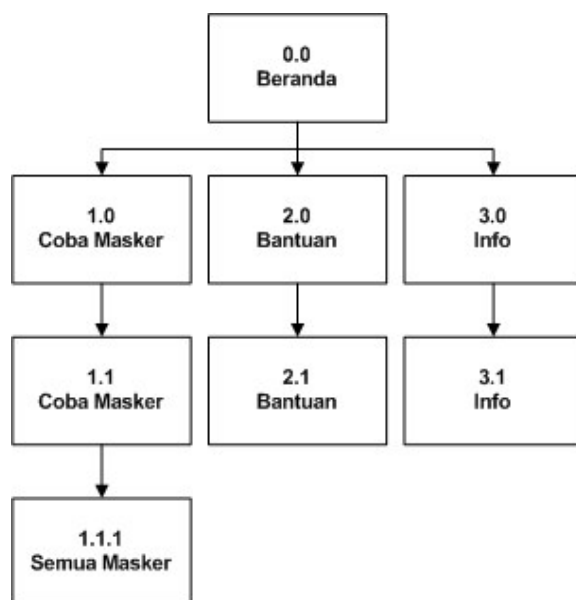 0.0
Beranda
1.0
Coba Masker
2.0
Bantuan
3.0
Info
1.1
Coba Masker
2.1
Bantuan
3.1
Info
1.1.1
Semua Masker